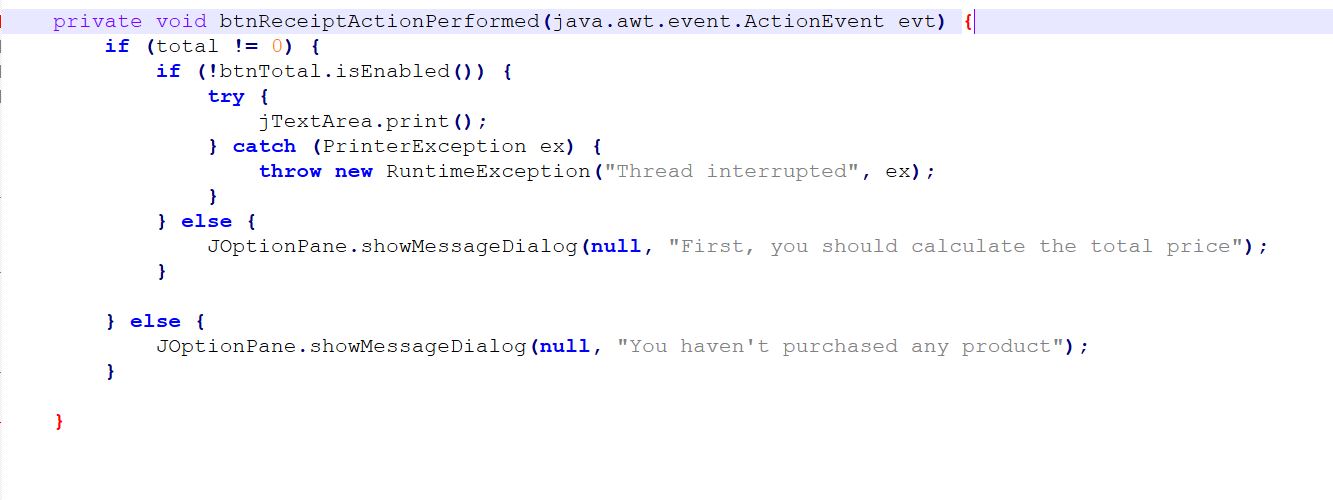 private void btnReceiptActionPerformed(java.awt.event.ActionEvent evt) {
if (total != 0) {
if (!btnTotal.isEnabled()) {
try {
jTextArea.print();
} catch (PrinterException ex) {
throw new RuntimeException("Thread interrupted", ex);
}
} else {
JOptionPane.showMessageDialog(null, "First, you should calculate the total price");
}
} else {
JOptionPane.showMessageDialog(null, "You haven't purchased any product");
}
}